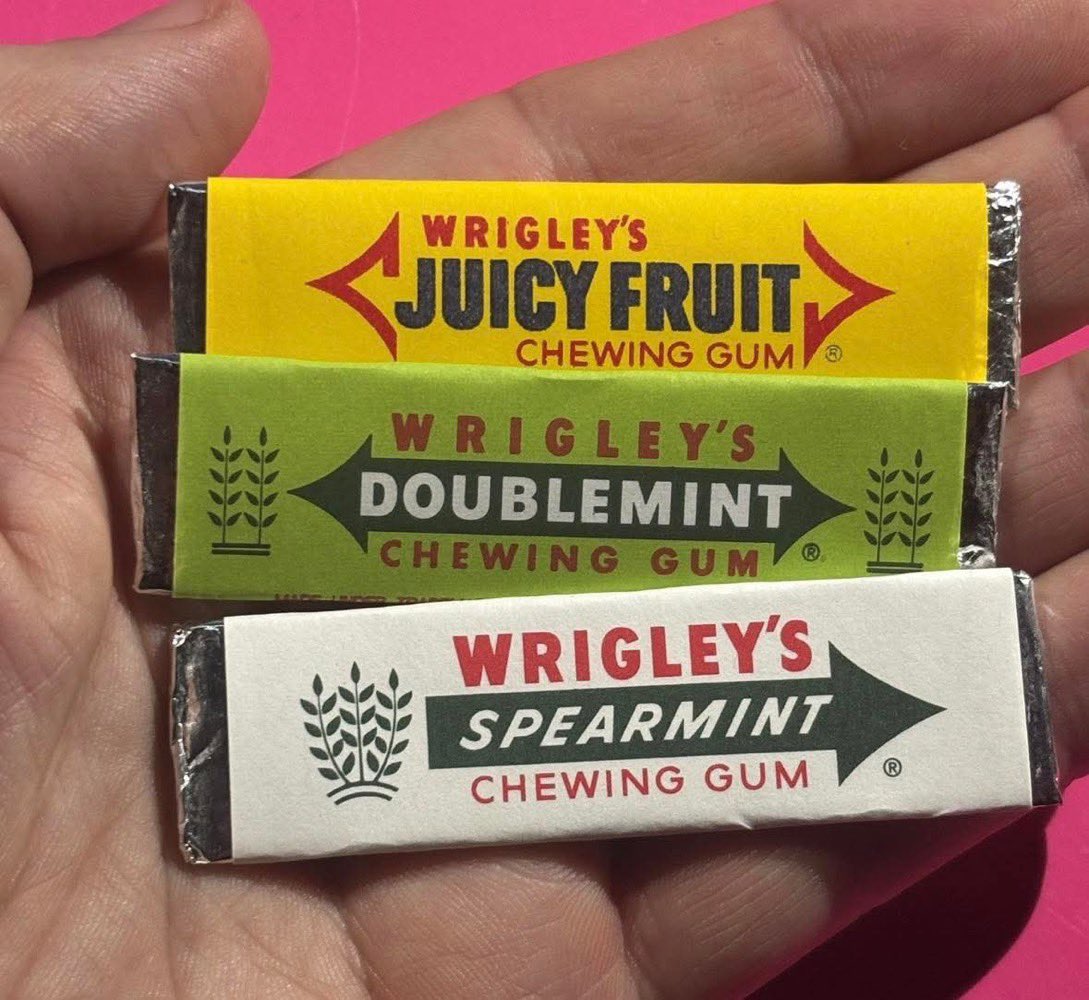 WRIGLEY'S
JUICY FRUIT
CHEWING GUM ®
WRIGLEY'S
DOUBLEMINT
CHEWING GUM ®
WRIGLEY'S
SPEARMINT
CHEWING GUM ®